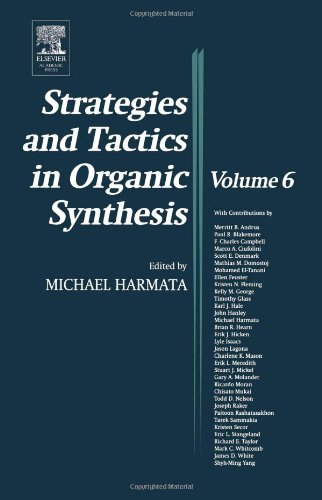 ELSEVIER
ACADEMIC
PRESS
Strategies
and Tactics
in Organic
Synthesis
Volume 6
Edited by
MICHAEL HARMATA
With Contributions by
Merritt B. Andrus
Paul R. Blakemore
F. Charles Campbell
Marco A. Ciufolini
Scott E. Denmark
Mathias M. Domostoj
Mohamed El-Tanani
Ellen Feuster
Kristen N. Fleming
Kelly M. George
Timothy Glass
Karl J. Hale
John Hanley
Michael Harmata
Brian R. Hearn
Erik J. Hicken
Lyle Isaacs
Jason Lagona
Charlene K. Mason
Erik L. Meredith
Stuart J. Mickel
Gary A. Molander
Ricardo Moran
Chisato Mukai
Todd D. Nelson
Joseph Raker
Paitoon Rashatasakhon
Tarek Sammakia
Kristen Secor
Eric L. Stangeland
Richard E. Taylor
Mark C. Whitcomb
James D. White
Shyh-Ming Yang